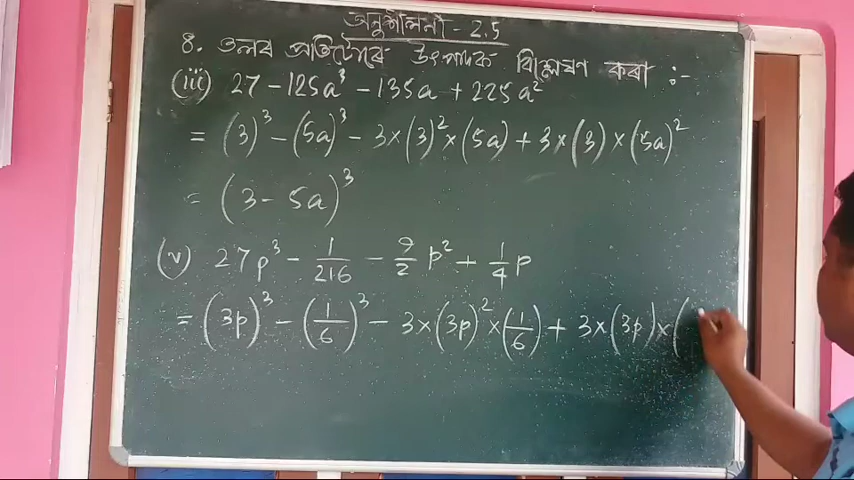 অনুশীলনী - 2.5
8. তলৰ প্ৰতিটোৰে উৎপাদক বিশ্লেষণ কৰা :-
(iii) 27 - 125a³ - 135a + 225a²
= (3)³ - (5a)³ - 3×(3)²×(5a) + 3×(3)×(5a)²
= (3 - 5a)³
(v) 27p³ - 1/216 - 9/2 p² + 1/4 p
= (3p)³ - (1/6)³ - 3×(3p)²×(1/6) + 3×(3p)×(